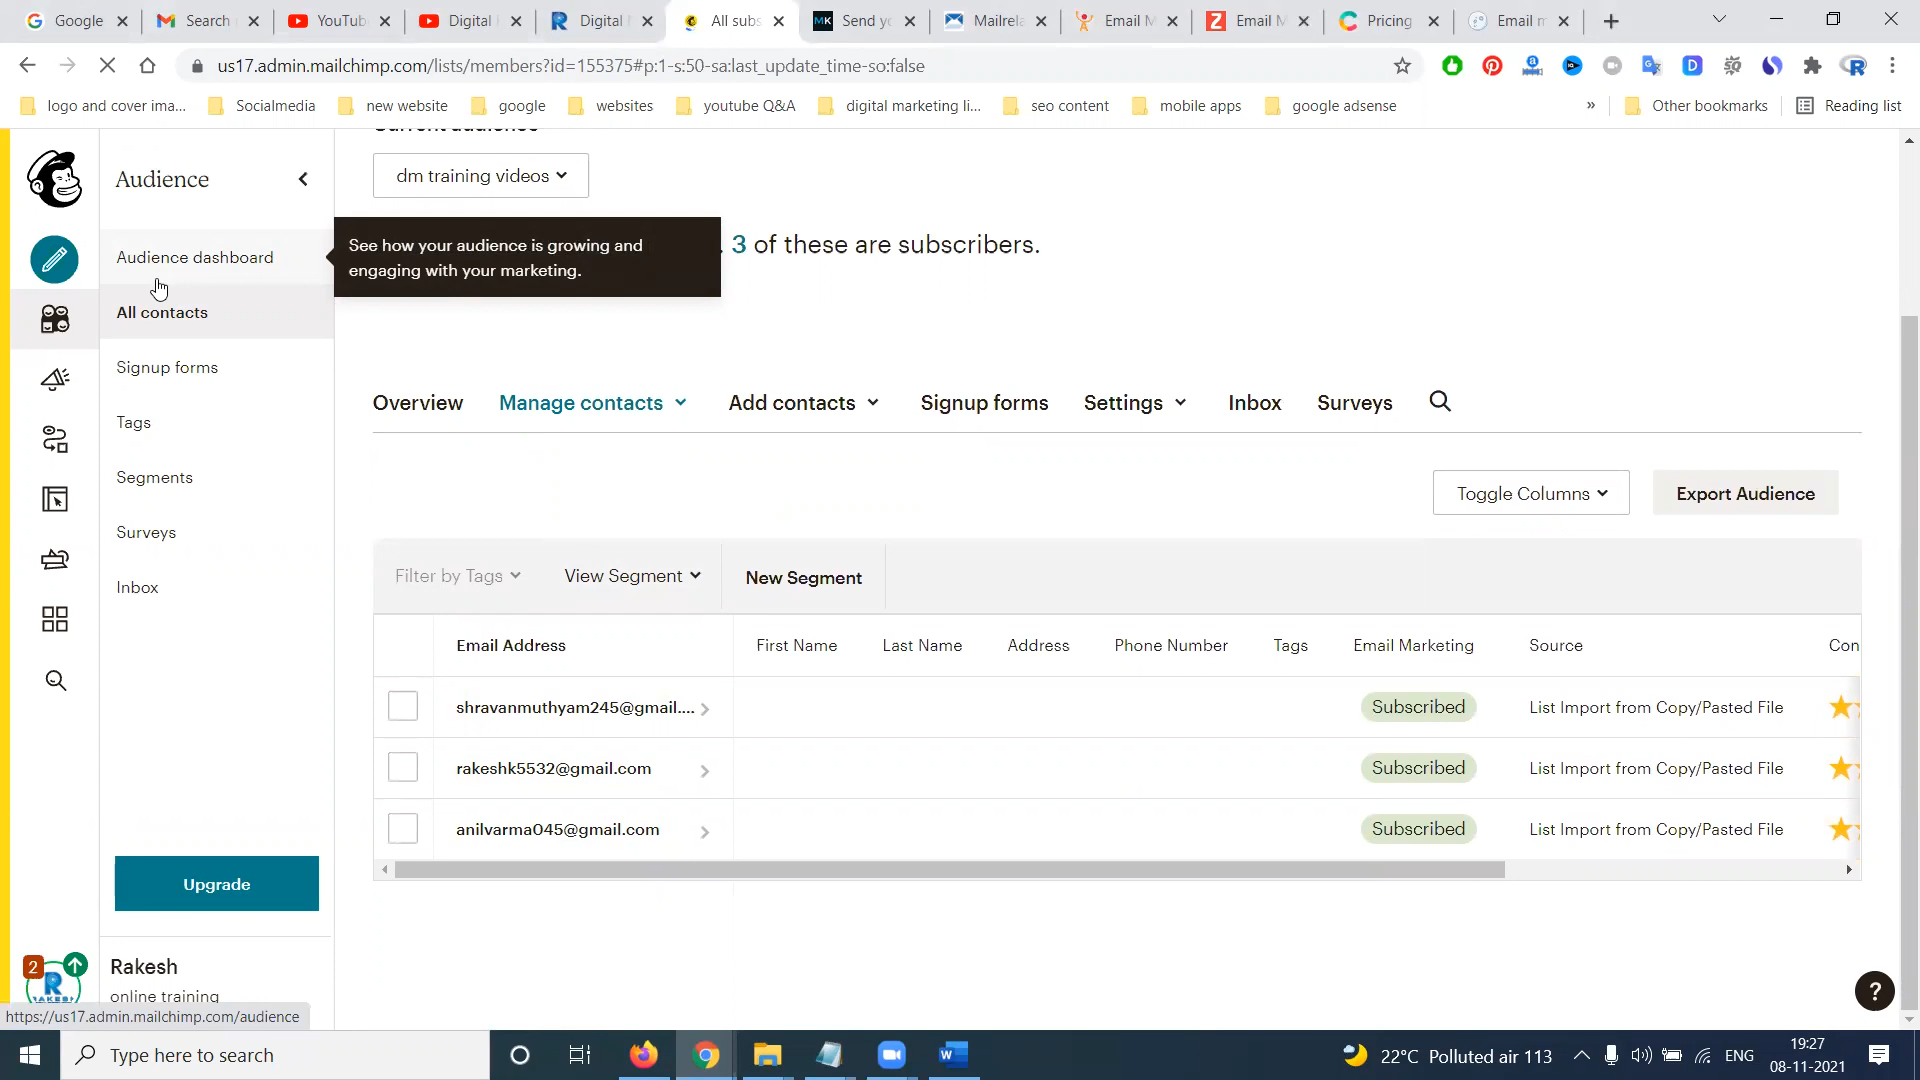 Google
Search
YouTub
Digital
Digital
All subs
Send yo
Mailrela
Email M
Email M
Pricing
Email m
us17.admin.mailchimp.com/lists/members?id=155375#p:1-s:50-sa:last_update_time-so:false
logo and cover ima...
Socialmedia
new website
google
websites
youtube Q&A
digital marketing li...
seo content
mobile apps
google adsense
»
Other bookmarks
Reading list
Audience
Current audience
dm training videos
Audience dashboard
See how your audience is growing and
engaging with your marketing.
. 3 of these are subscribers.
All contacts
Signup forms
Tags
Segments
Surveys
Inbox
Overview
Manage contacts
Add contacts
Signup forms
Settings
Inbox
Surveys
Toggle Columns
Export Audience
Filter by Tags
View Segment
New Segment
Email Address
First Name
Last Name
Address
Phone Number
Tags
Email Marketing
Source
Con
shravanmuthyam245@gmail....
Subscribed
List Import from Copy/Pasted File
rakeshk5532@gmail.com
Subscribed
List Import from Copy/Pasted File
anilvarma045@gmail.com
Subscribed
List Import from Copy/Pasted File
Upgrade
2
R
Rakesh
online training
?
https://us17.admin.mailchimp.com/audience
Type here to search
22°C Polluted air 113
ENG
19:27
08-11-2021